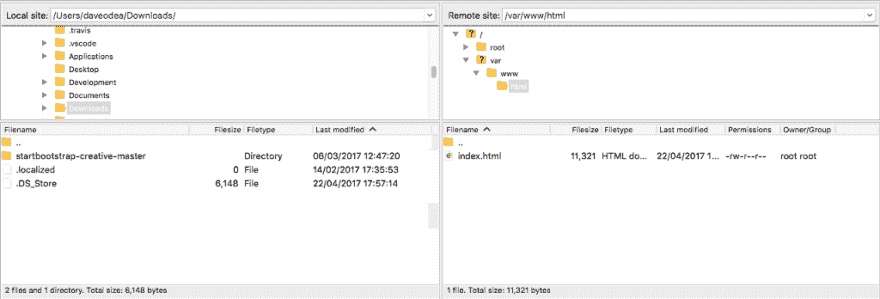 Local site: /Users/daveodea/Downloads/
.travis
.vscode
Applications
Desktop
Development
Documents
Downloads
Filename Filesize Filetype Last modified
..
startbootstrap-creative-master Directory 06/03/2017 12:47:20
.localized 0 File 14/02/2017 17:35:53
.DS_Store 6,148 File 22/04/2017 17:57:14
2 files and 1 directory. Total size: 6,148 bytes
Remote site: /var/www/html
/
root
var
www
html
Filename Filesize Filetype Last modified Permissions Owner/Group
..
index.html 11,321 HTML do... 22/04/2017 1... -rw-r--r-- root root
1 file. Total size: 11,321 bytes